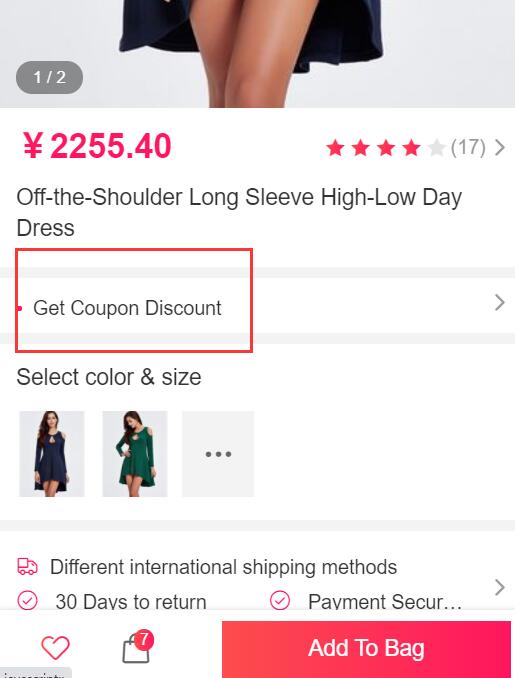 1 / 2
¥ 2255.40
(17)
Off-the-Shoulder Long Sleeve High-Low Day
Dress
Get Coupon Discount
Select color & size
Different international shipping methods
30 Days to return
Payment Secur…
7
Add To Bag